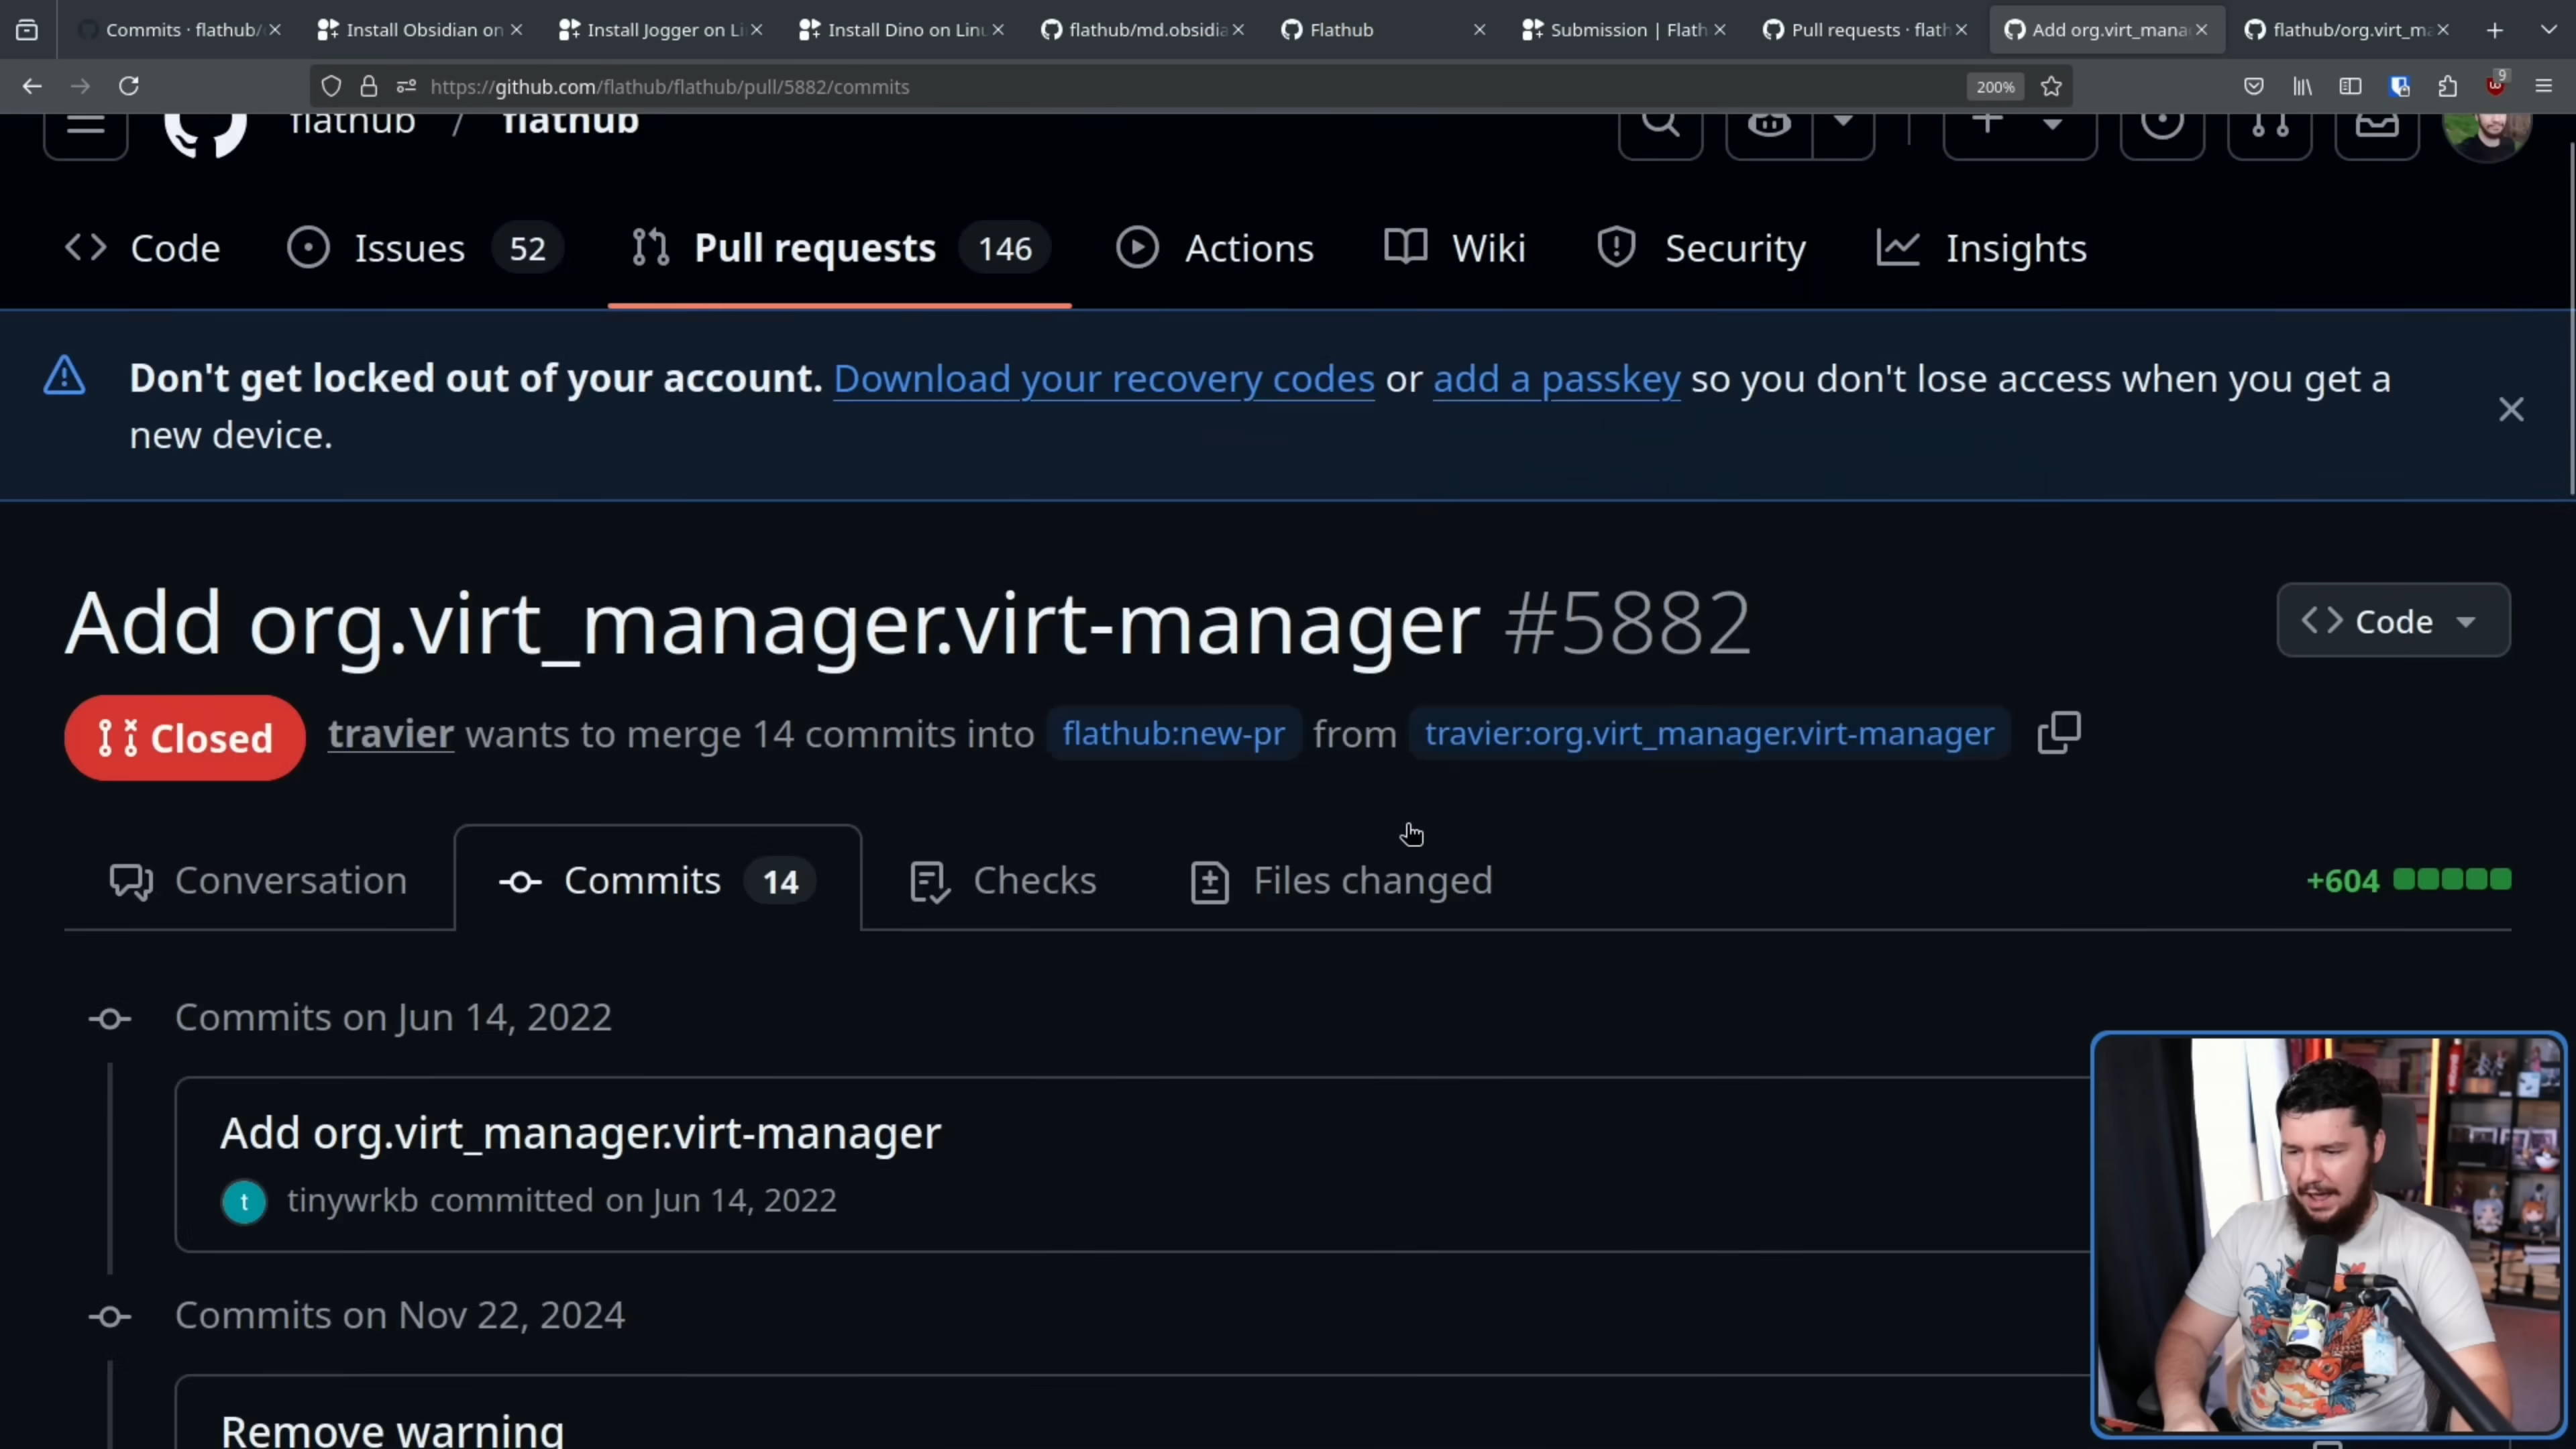 Commits · flathub/
Install Obsidian on
Install Jogger on Li
Install Dino on Linu
flathub/md.obsidia
Flathub
Submission | Flath
Pull requests · flath
Add org.virt_mana
flathub/org.virt_ma
https://github.com/flathub/flathub/pull/5882/commits
200%
9
flathub / flathub
Code
Issues 52
Pull requests 146
Actions
Wiki
Security
Insights
Don't get locked out of your account. Download your recovery codes or add a passkey so you don't lose access when you get a
new device.
Add org.virt_manager.virt-manager #5882
Code
Closed
travier wants to merge 14 commits into flathub:new-pr from travier:org.virt_manager.virt-manager
Conversation
Commits 14
Checks
Files changed
+604
Commits on Jun 14, 2022
Add org.virt_manager.virt-manager
t
tinywrkb committed on Jun 14, 2022
Commits on Nov 22, 2024
Remove warning